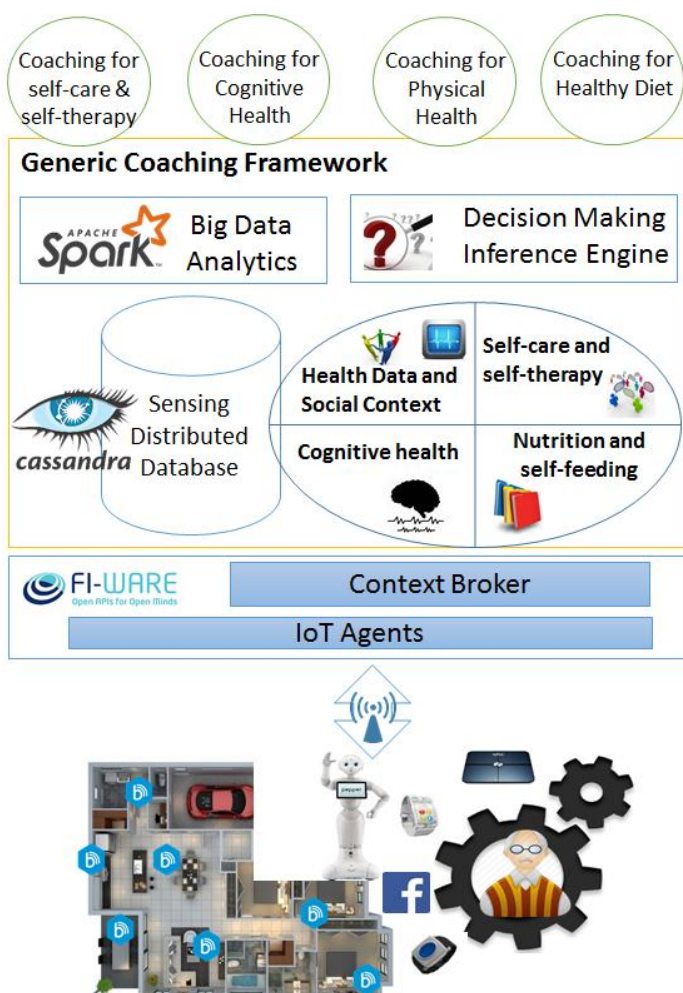 Coaching for
self-care &
self-therapy
Coaching for
Cognitive
Health
Coaching for
Physical
Health
Coaching for
Healthy Diet
Generic Coaching Framework
APACHE
Spark
Big Data
Analytics
Decision Making
Inference Engine
cassandra
Sensing
Distributed
Database
Health Data and
Social Context
Self-care and
self-therapy
Cognitive health
Nutrition and
self-feeding
FI-WARE
Open APIs for Open Minds
Context Broker
IoT Agents
pepper